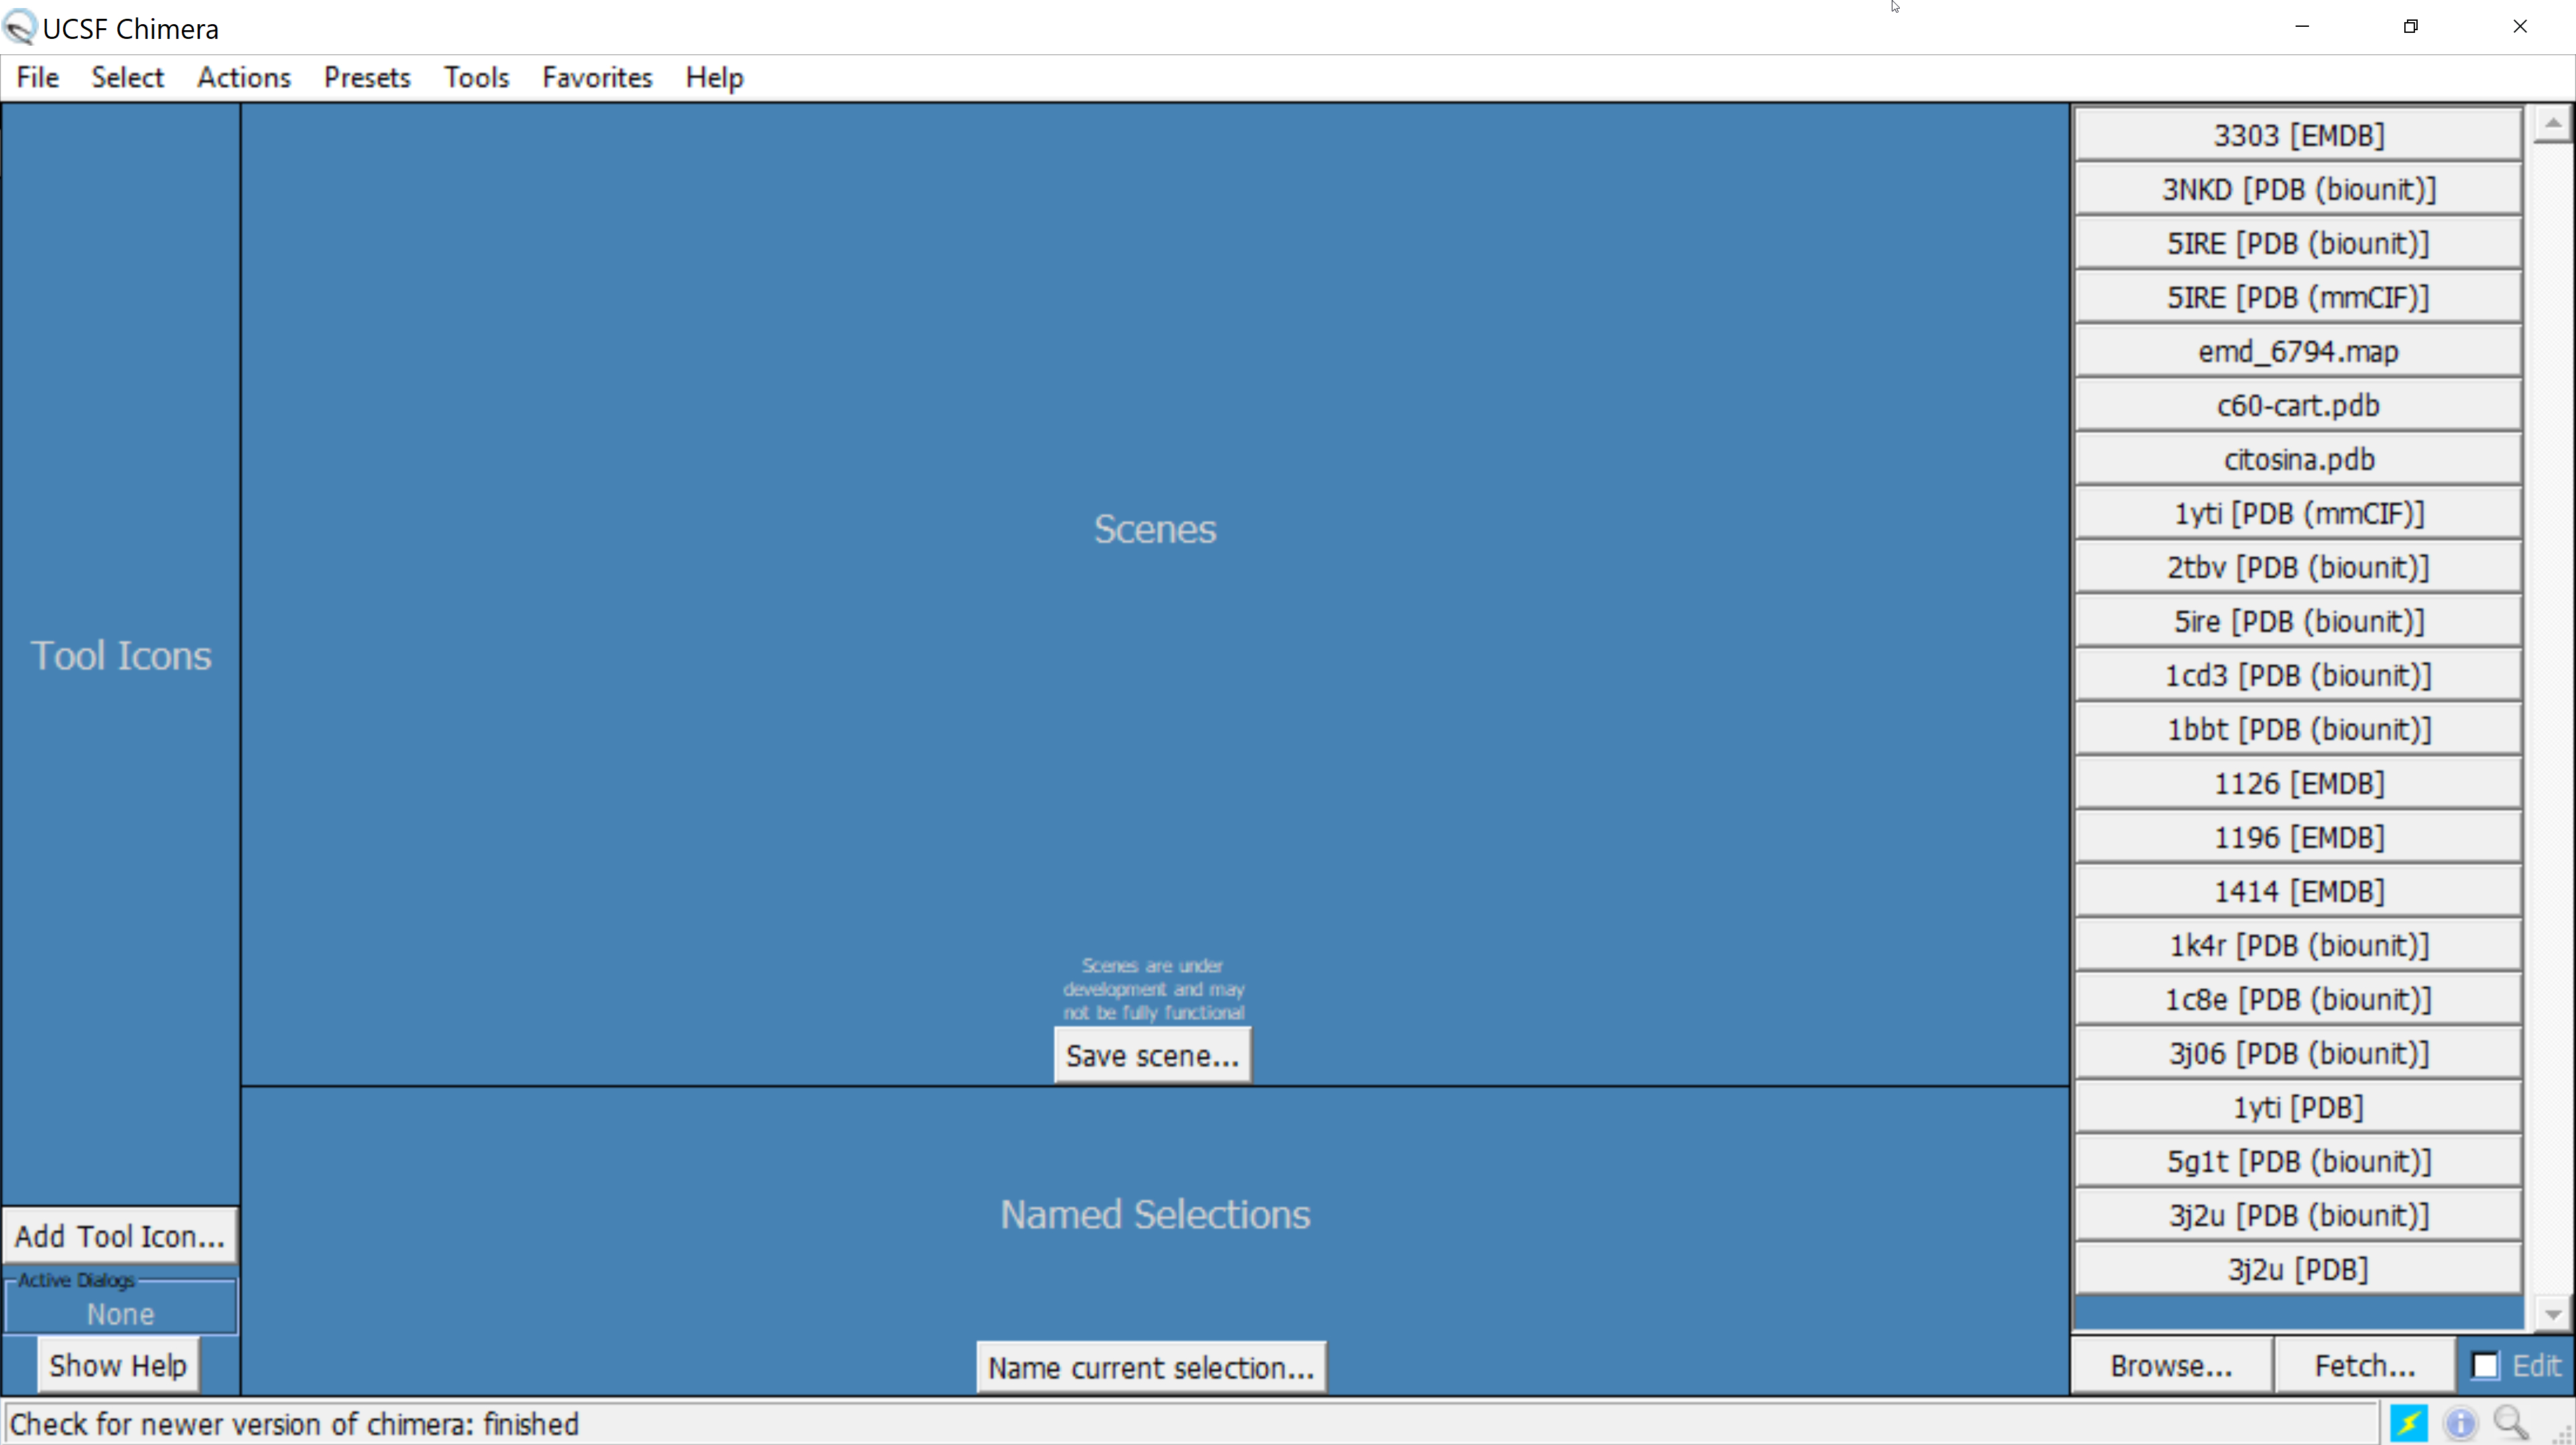 UCSF Chimera
File Select Actions Presets Tools Favorites Help
Tool Icons
Add Tool Icon...
Active Dialogs
None
Show Help
Scenes
Scenes are under
development and may
not be fully functional
Save scene...
Named Selections
Name current selection...
3303 [EMDB]
3NKD [PDB (biounit)]
5IRE [PDB (biounit)]
5IRE [PDB (mmCIF)]
emd_6794.map
c60-cart.pdb
citosina.pdb
1yti [PDB (mmCIF)]
2tbv [PDB (biounit)]
5ire [PDB (biounit)]
1cd3 [PDB (biounit)]
1bbt [PDB (biounit)]
1126 [EMDB]
1196 [EMDB]
1414 [EMDB]
1k4r [PDB (biounit)]
1c8e [PDB (biounit)]
3j06 [PDB (biounit)]
1yti [PDB]
5g1t [PDB (biounit)]
3j2u [PDB (biounit)]
3j2u [PDB]
Browse... Fetch... Edit
Check for newer version of chimera: finished